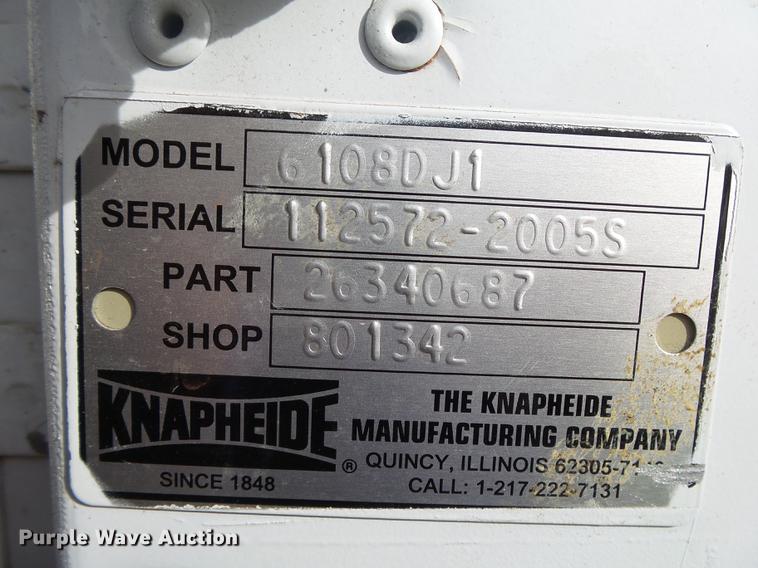 MODEL 6108DJ1
SERIAL 112572-2005S
PART 26340687
SHOP 801342
KNAPHEIDE ®
SINCE 1848
THE KNAPHEIDE
MANUFACTURING COMPANY
QUINCY, ILLINOIS
CALL: 1-217-222-7131
Purple Wave Auction